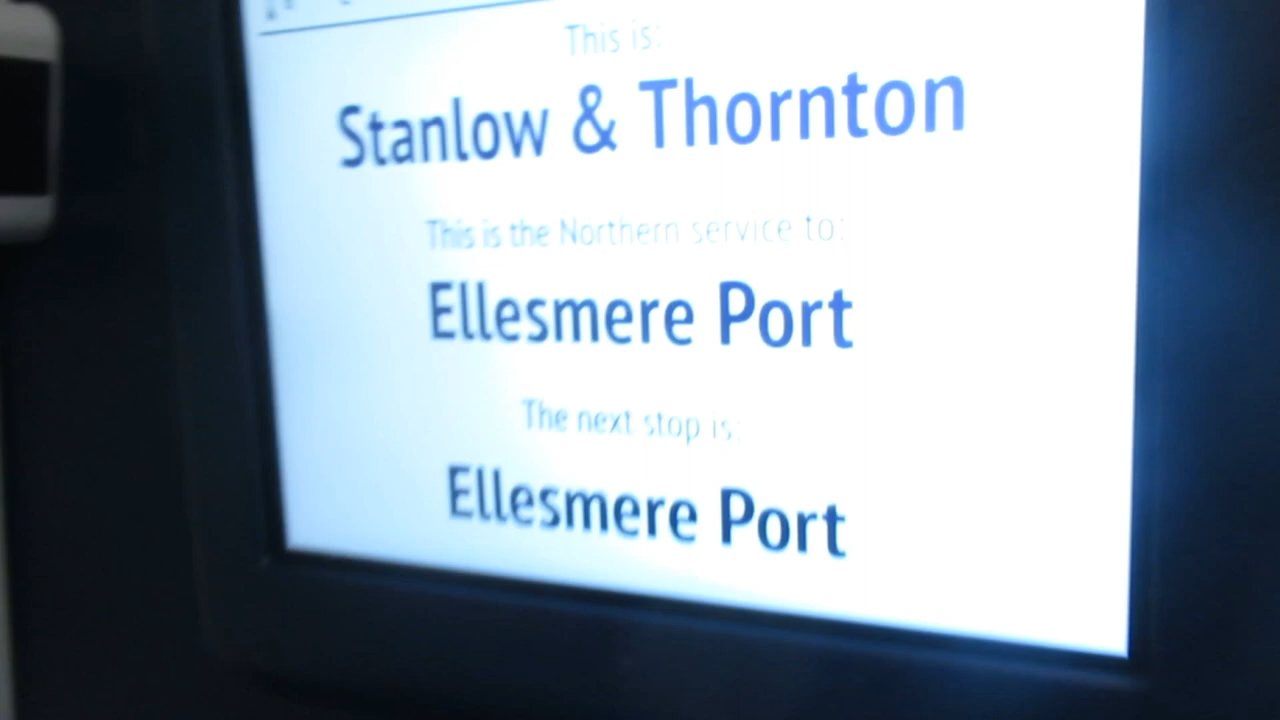 This is:
Stanlow & Thornton
This is the Northern service to:
Ellesmere Port
The next stop is:
Ellesmere Port